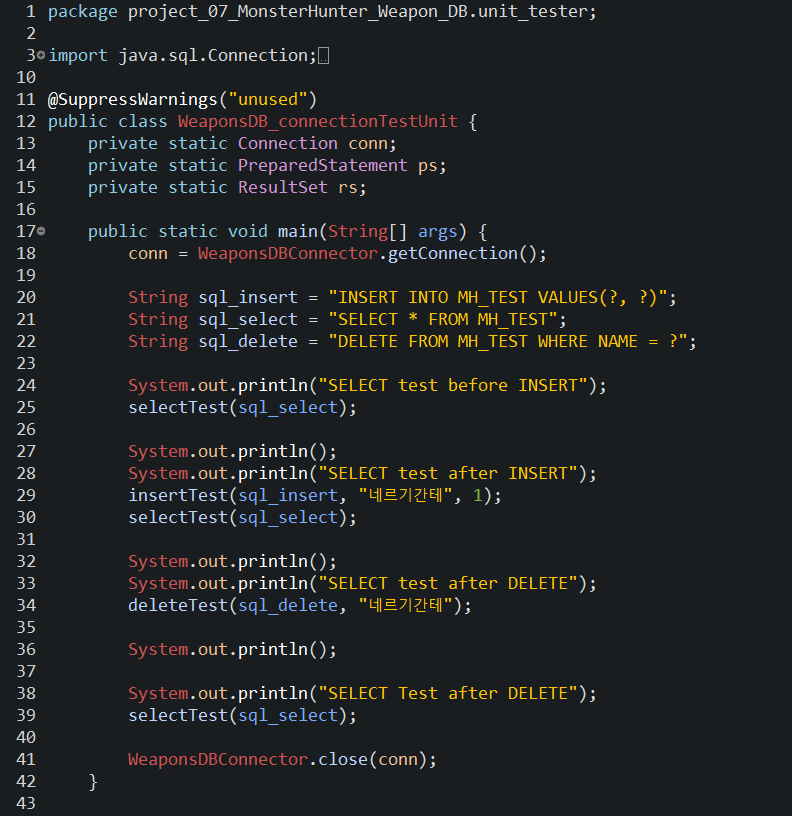 1 package project_07_MonsterHunter_Weapon_DB.unit_tester;
2
3 import java.sql.Connection;
10
11 @SuppressWarnings("unused")
12 public class WeaponsDB_connectionTestUnit {
13     private static Connection conn;
14     private static PreparedStatement ps;
15     private static ResultSet rs;
16
17     public static void main(String[] args) {
18         conn = WeaponsDBConnector.getConnection();
19
20         String sql_insert = "INSERT INTO MH_TEST VALUES(?, ?)";
21         String sql_select = "SELECT * FROM MH_TEST";
22         String sql_delete = "DELETE FROM MH_TEST WHERE NAME = ?";
23
24         System.out.println("SELECT test before INSERT");
25         selectTest(sql_select);
26
27         System.out.println();
28         System.out.println("SELECT test after INSERT");
29         insertTest(sql_insert, "네르기간테", 1);
30         selectTest(sql_select);
31
32         System.out.println();
33         System.out.println("SELECT test after DELETE");
34         deleteTest(sql_delete, "네르기간테");
35
36         System.out.println();
37
38         System.out.println("SELECT Test after DELETE");
39         selectTest(sql_select);
40
41         WeaponsDBConnector.close(conn);
42     }
43